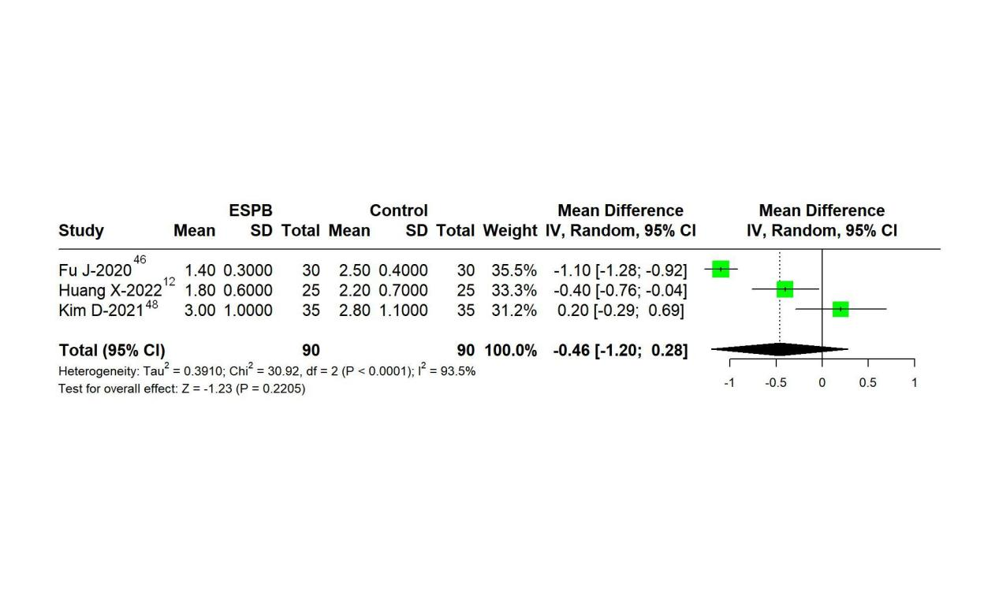 ESPB Control Mean Difference Mean Difference
Study Mean SD Total Mean SD Total Weight IV, Random, 95% CI IV, Random, 95% CI
Fu J-2020 46 1.40 0.3000 30 2.50 0.4000 30 35.5% -1.10 [-1.28; -0.92]
Huang X-2022 12 1.80 0.6000 25 2.20 0.7000 25 33.3% -0.40 [-0.76; -0.04]
Kim D-2021 48 3.00 1.0000 35 2.80 1.1000 35 31.2% 0.20 [-0.29; 0.69]
Total (95% CI) 90 90 100.0% -0.46 [-1.20; 0.28]
Heterogeneity: Tau² = 0.3910; Chi² = 30.92, df = 2 (P < 0.0001); I² = 93.5%
Test for overall effect: Z = -1.23 (P = 0.2205)
-1 -0.5 0 0.5 1